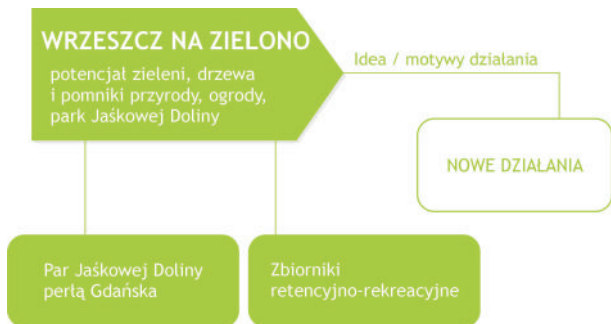 WRZESZCZ NA ZIELONO
potencjał zieleni, drzewa
i pomniki przyrody, ogrody,
park Jaśkowej Doliny
Idea / motywy działania
NOWE DZIAŁANIA
Par Jaśkowej Doliny
perłą Gdańska
Zbiorniki
retencyjno-rekreacyjne